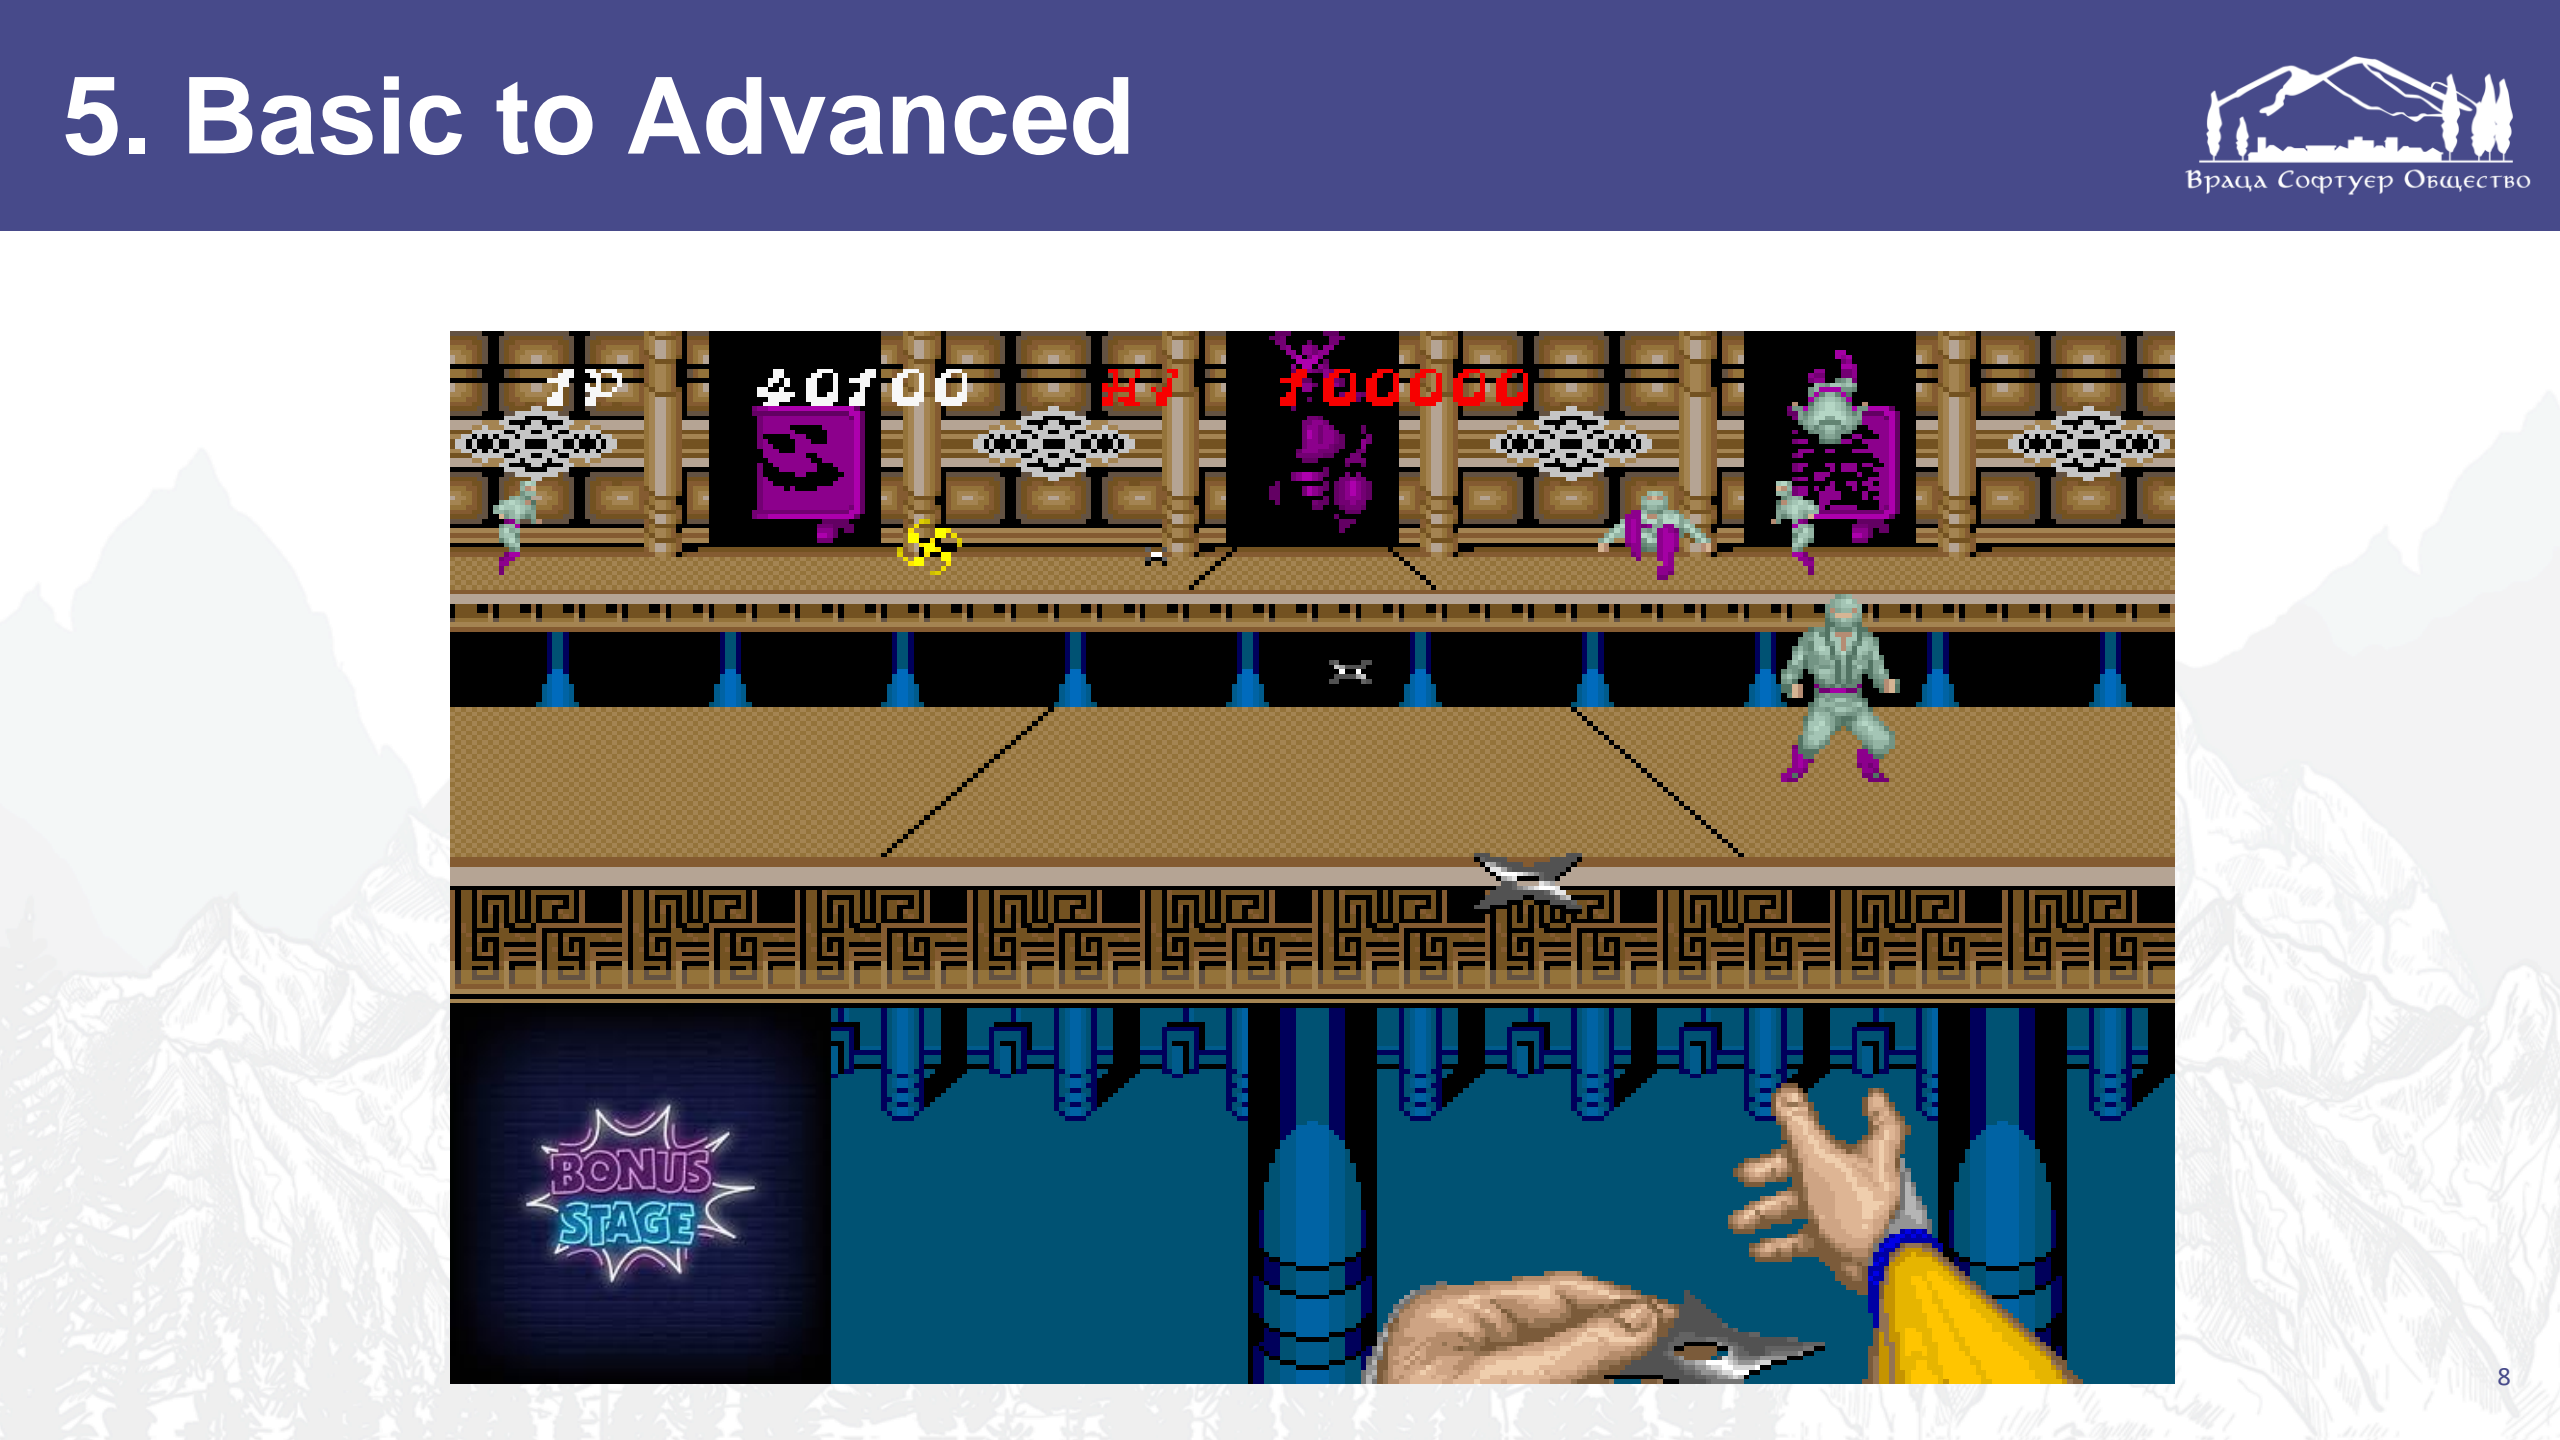 5. Basic to Advanced
Враца Софтуер Общество
1P 40100 HI 100000
BONUS
STAGE
8